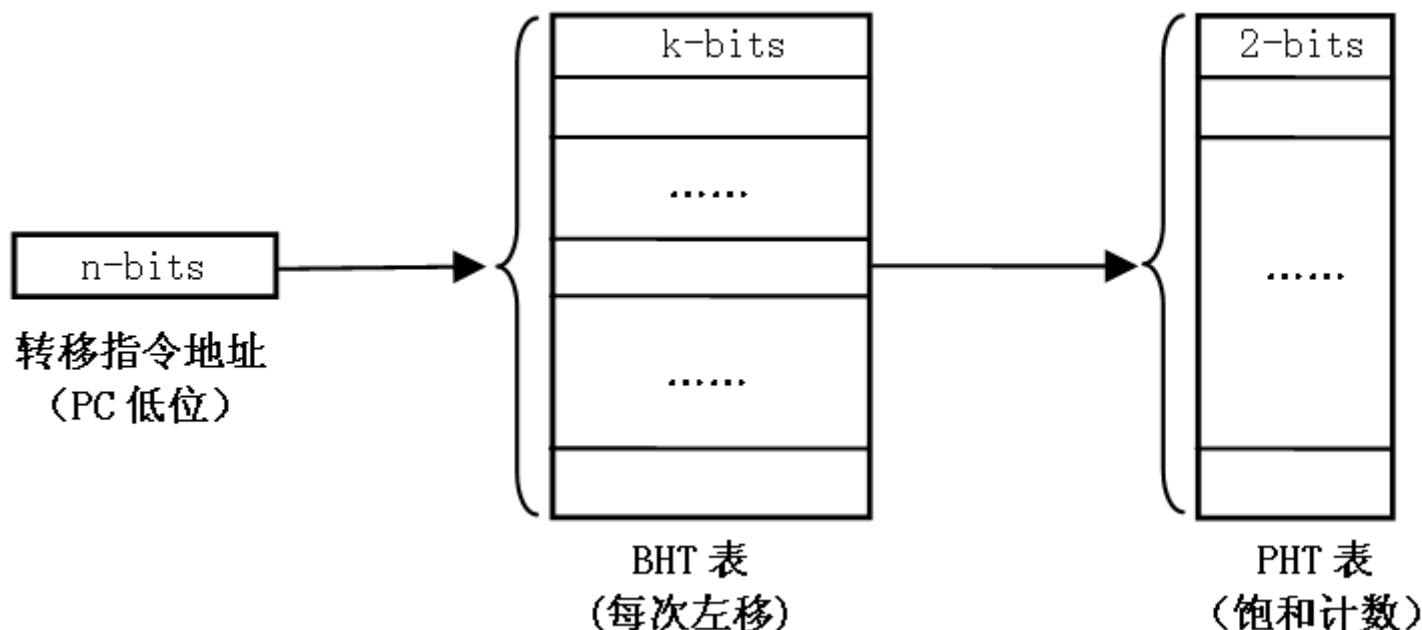 k-bits
2-bits
……
n-bits
……
转移指令地址
（PC 低位）
……
BHT 表
(每次左移)
PHT 表
（饱和计数）